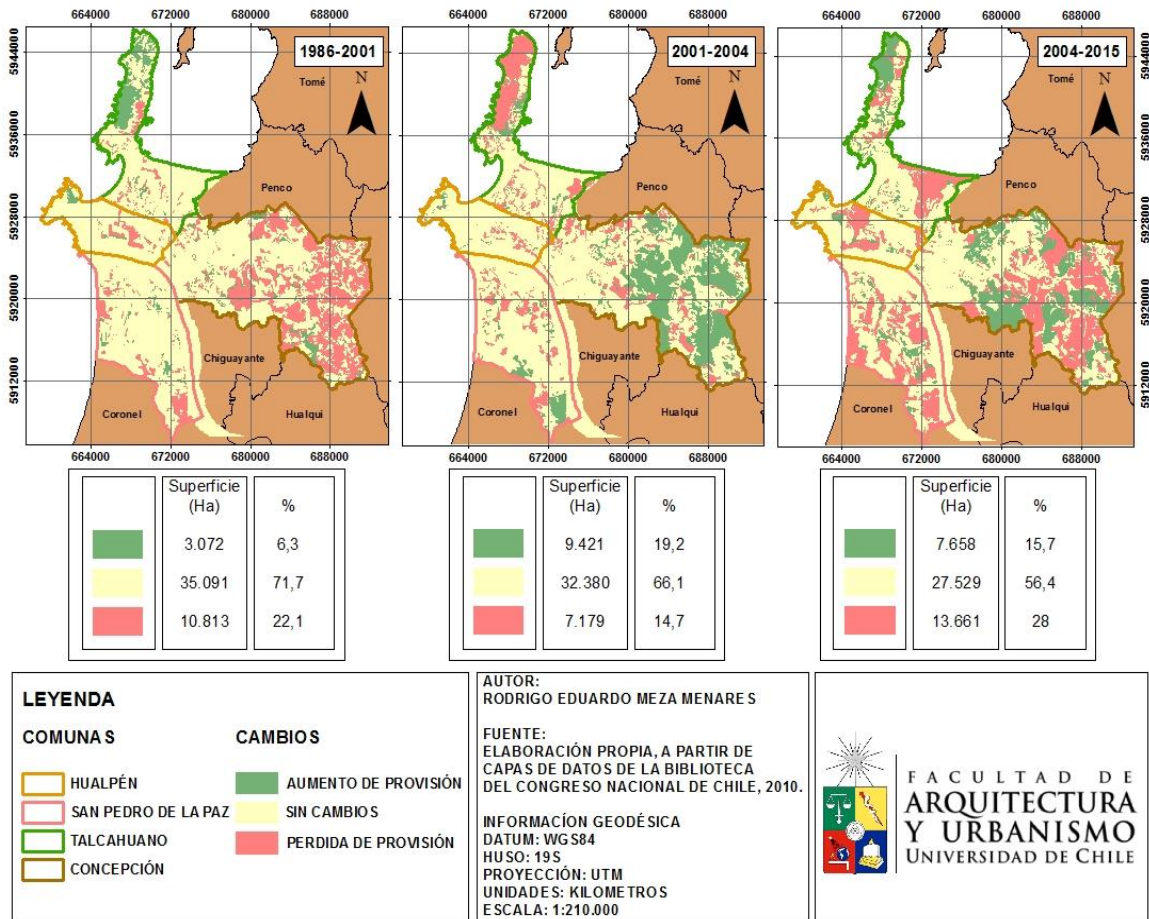 664000 672000 680000 688000
664000 672000 680000 688000
664000 672000 680000 688000
5944000
5936000
5928000
5920000
5912000
1986-2001
N
Tomé
Penco
Chiguayante
Coronel
Hualqui
664000 672000 680000 688000
2001-2004
N
Tomé
Penco
Chiguayante
Coronel
Hualqui
664000 672000 680000 688000
2004-2015
N
Tomé
Penco
Chiguayante
Coronel
Hualqui
664000 672000 680000 688000
5944000
5936000
5928000
5920000
5912000
Superficie
(Ha)
%
3.072 6,3
35.091 71,7
10.813 22,1
Superficie
(Ha)
%
9.421 19,2
32.380 66,1
7.179 14,7
Superficie
(Ha)
%
7.658 15,7
27.529 56,4
13.661 28
LEYENDA
COMUNAS
HUALPÉN
SAN PEDRO DE LA PAZ
TALCAHUANO
CONCEPCIÓN
CAMBIOS
AUMENTO DE PROVISIÓN
SIN CAMBIOS
PERDIDA DE PROVISIÓN
AUTOR:
RODRIGO EDUARDO MEZA MENARES
FUENTE:
ELABORACIÓN PROPIA, A PARTIR DE
CAPAS DE DATOS DE LA BIBLIOTECA
DEL CONGRESO NACIONAL DE CHILE, 2010.
INFORMACÍON GEODÉSICA
DATUM: WGS84
HUSO: 19S
PROYECCIÓN: UTM
UNIDADES: KILOMETROS
ESCALA: 1:210.000
FACULTAD DE
ARQUITECTURA
Y URBANISMO
UNIVERSIDAD DE CHILE